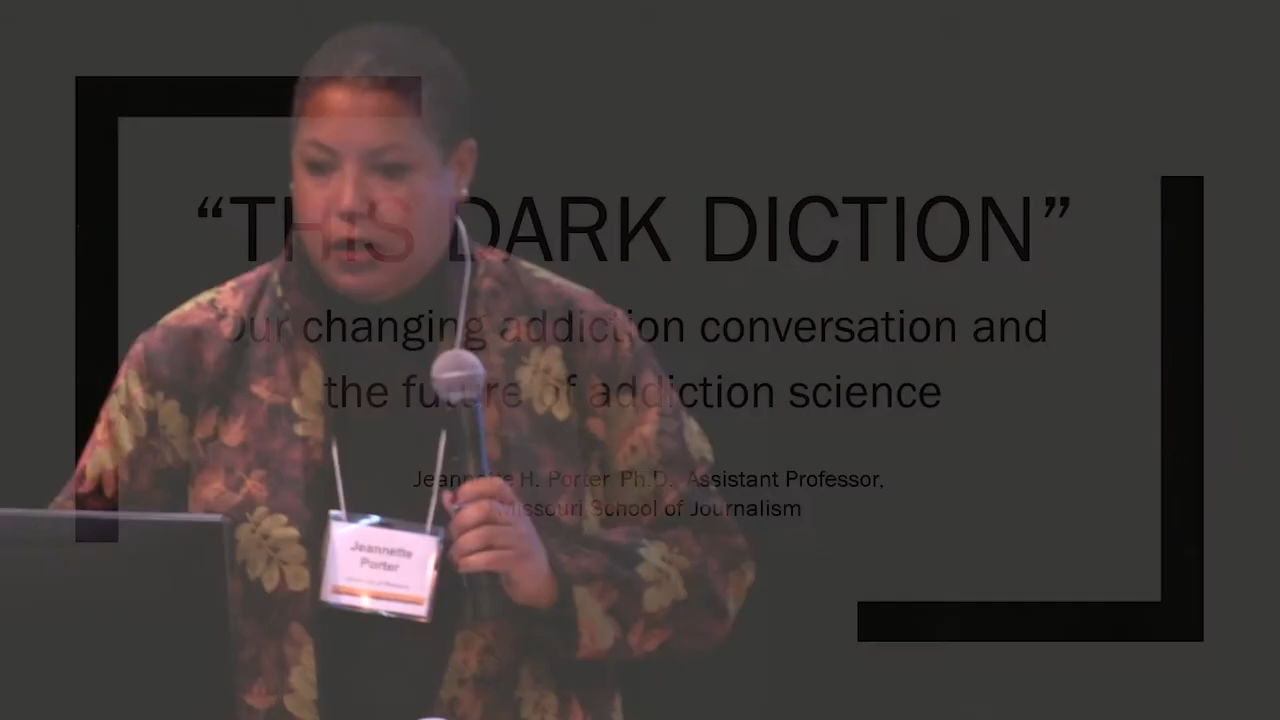 “THIS DARK DICTION”
Our changing addiction conversation and
the future of addiction science
Jeannette H. Porter, Ph.D., Assistant Professor,
Missouri School of Journalism
Jeannette
Porter